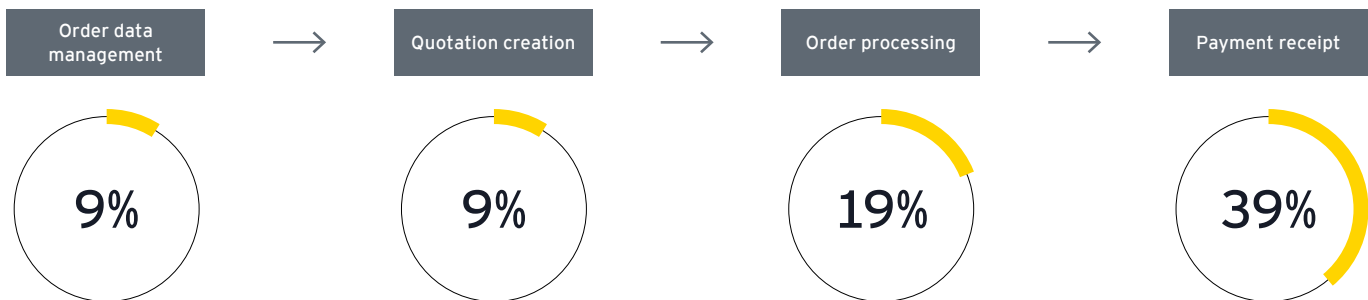 Order data
management
Quotation creation
Order processing
Payment receipt
9%
9%
19%
39%